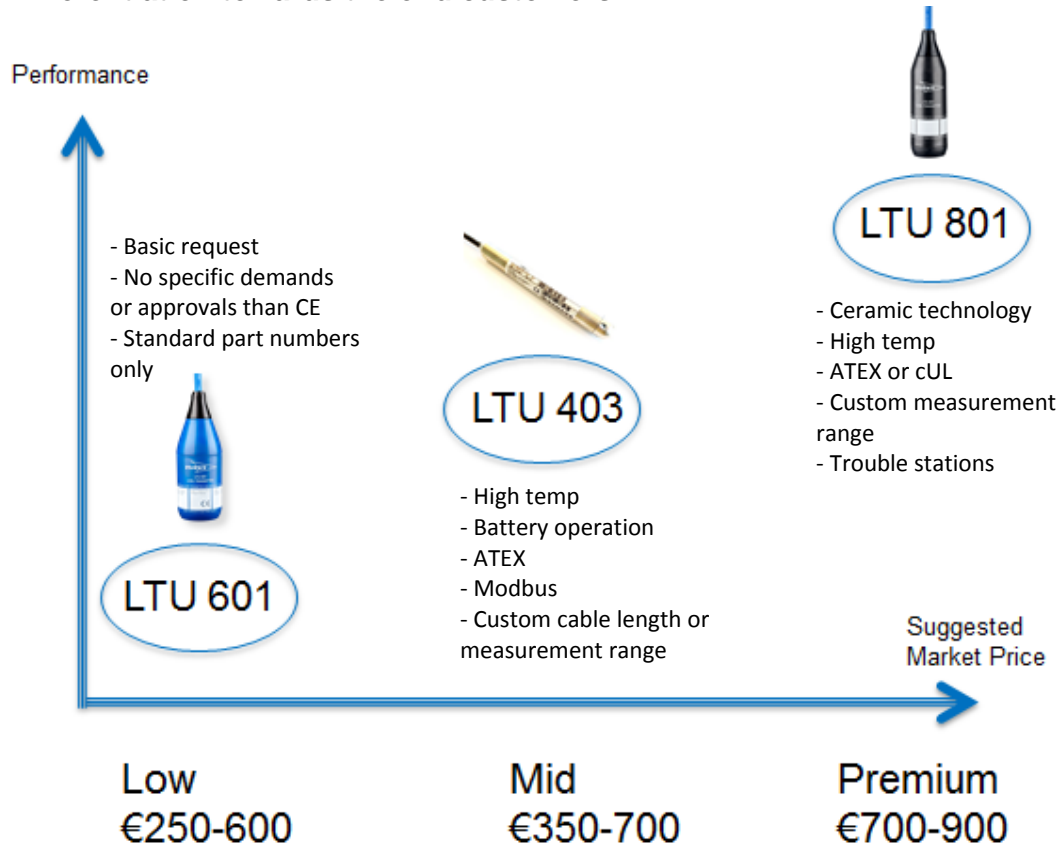 Performance
- Basic request
- No specific demands
or approvals than CE
- Standard part numbers
only
LTU 601
LTU 403
- High temp
- Battery operation
- ATEX
- Modbus
- Custom cable length or
measurement range
LTU 801
- Ceramic technology
- High temp
- ATEX or cUL
- Custom measurement
range
- Trouble stations
Suggested
Market Price
Low
€250-600
Mid
€350-700
Premium
€700-900